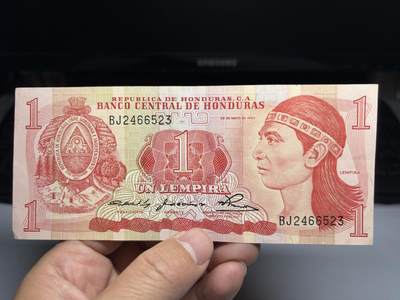 REPUBLICA DE HONDURAS, C.A.
BANCO CENTRAL DE HONDURAS
1
1
BJ2466523
1
UN LEMPIRA
LEMPIRA
BJ2466523
1
1